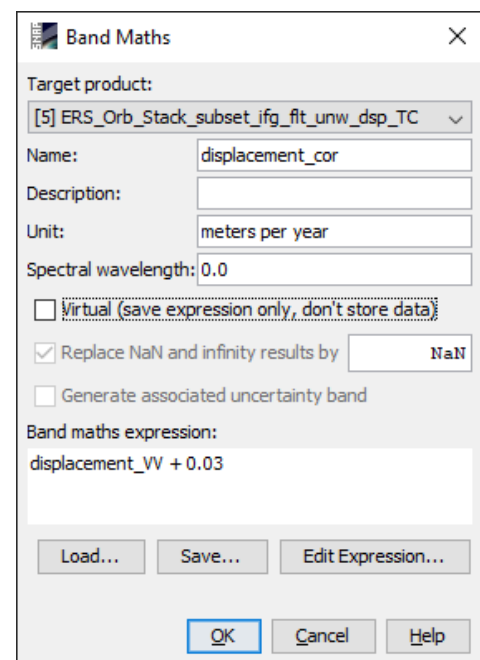 SNAP
Band Maths
Target product:
[5] ERS_Orb_Stack_subset_ifg_flt_unw_dsp_TC
Name: displacement_cor
Description:
Unit: meters per year
Spectral wavelength: 0.0
Virtual (save expression only, don't store data)
Replace NaN and infinity results by NaN
Generate associated uncertainty band
Band maths expression:
displacement_VV + 0.03
Load... Save... Edit Expression...
OK Cancel Help